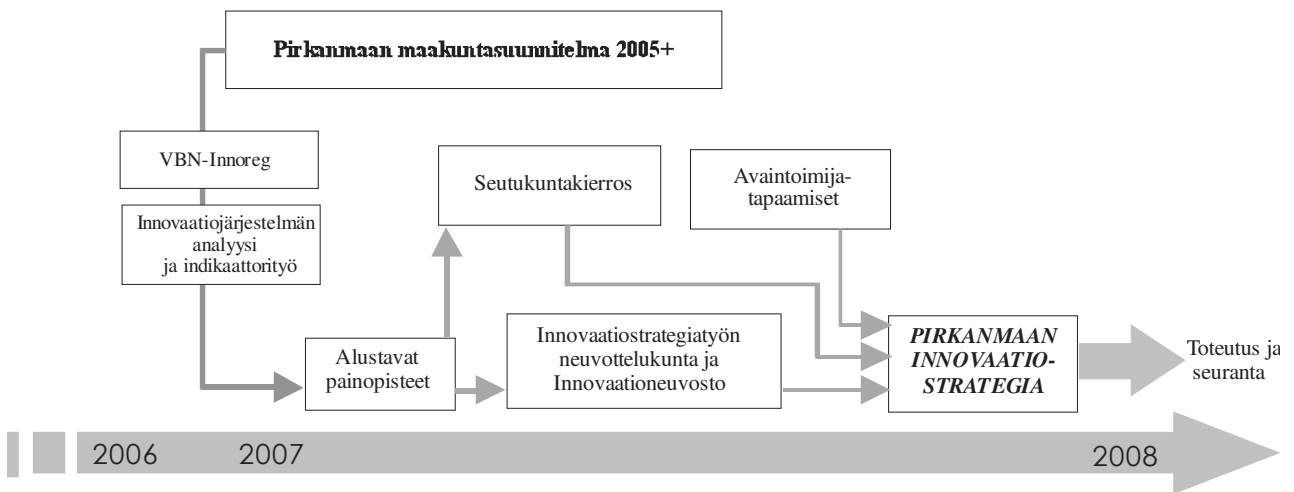 Pirkanmaan maakuntasuunnitelma 2005+
VBN-Innoreg
Innovaatiojärjestelmän
analyysi
ja indikaattorityö
Seutukuntakierros
Avaintoimija-
tapaamiset
Alustavat
painopisteet
Innovaatiostrategiatyön
neuvottelukunta ja
Innovaationeuvosto
PIRKANMAAN
INNOVAATIO-
STRATEGIA
Toteutus ja
seuranta
2006
2007
2008